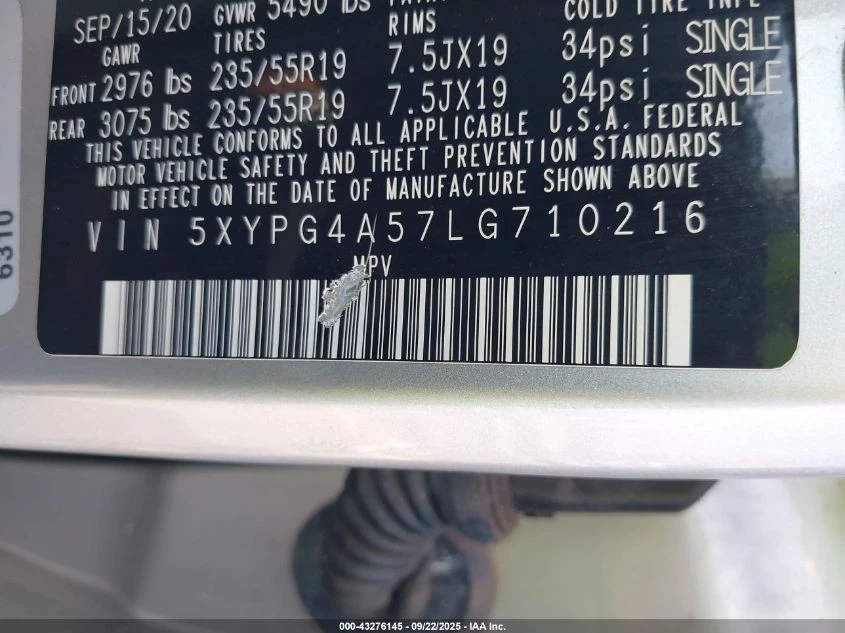 SEP/15/20 GVWR 5490 lbs
GAWR TIRES RIMS COLD TIRE
FRONT 2976 lbs 235/55R19 7.5JX19 34psi SINGLE
REAR 3075 lbs 235/55R19 7.5JX19 34psi SINGLE
THIS VEHICLE CONFORMS TO ALL APPLICABLE U.S.A. FEDERAL
MOTOR VEHICLE SAFETY AND THEFT PREVENTION STANDARDS
IN EFFECT ON THE DATE OF MANUFACTURE SHOWN ABOVE
VIN 5XYPG4A57LG710216
MPV
6310
000-43276145 - 09/22/2025 - IAA Inc.